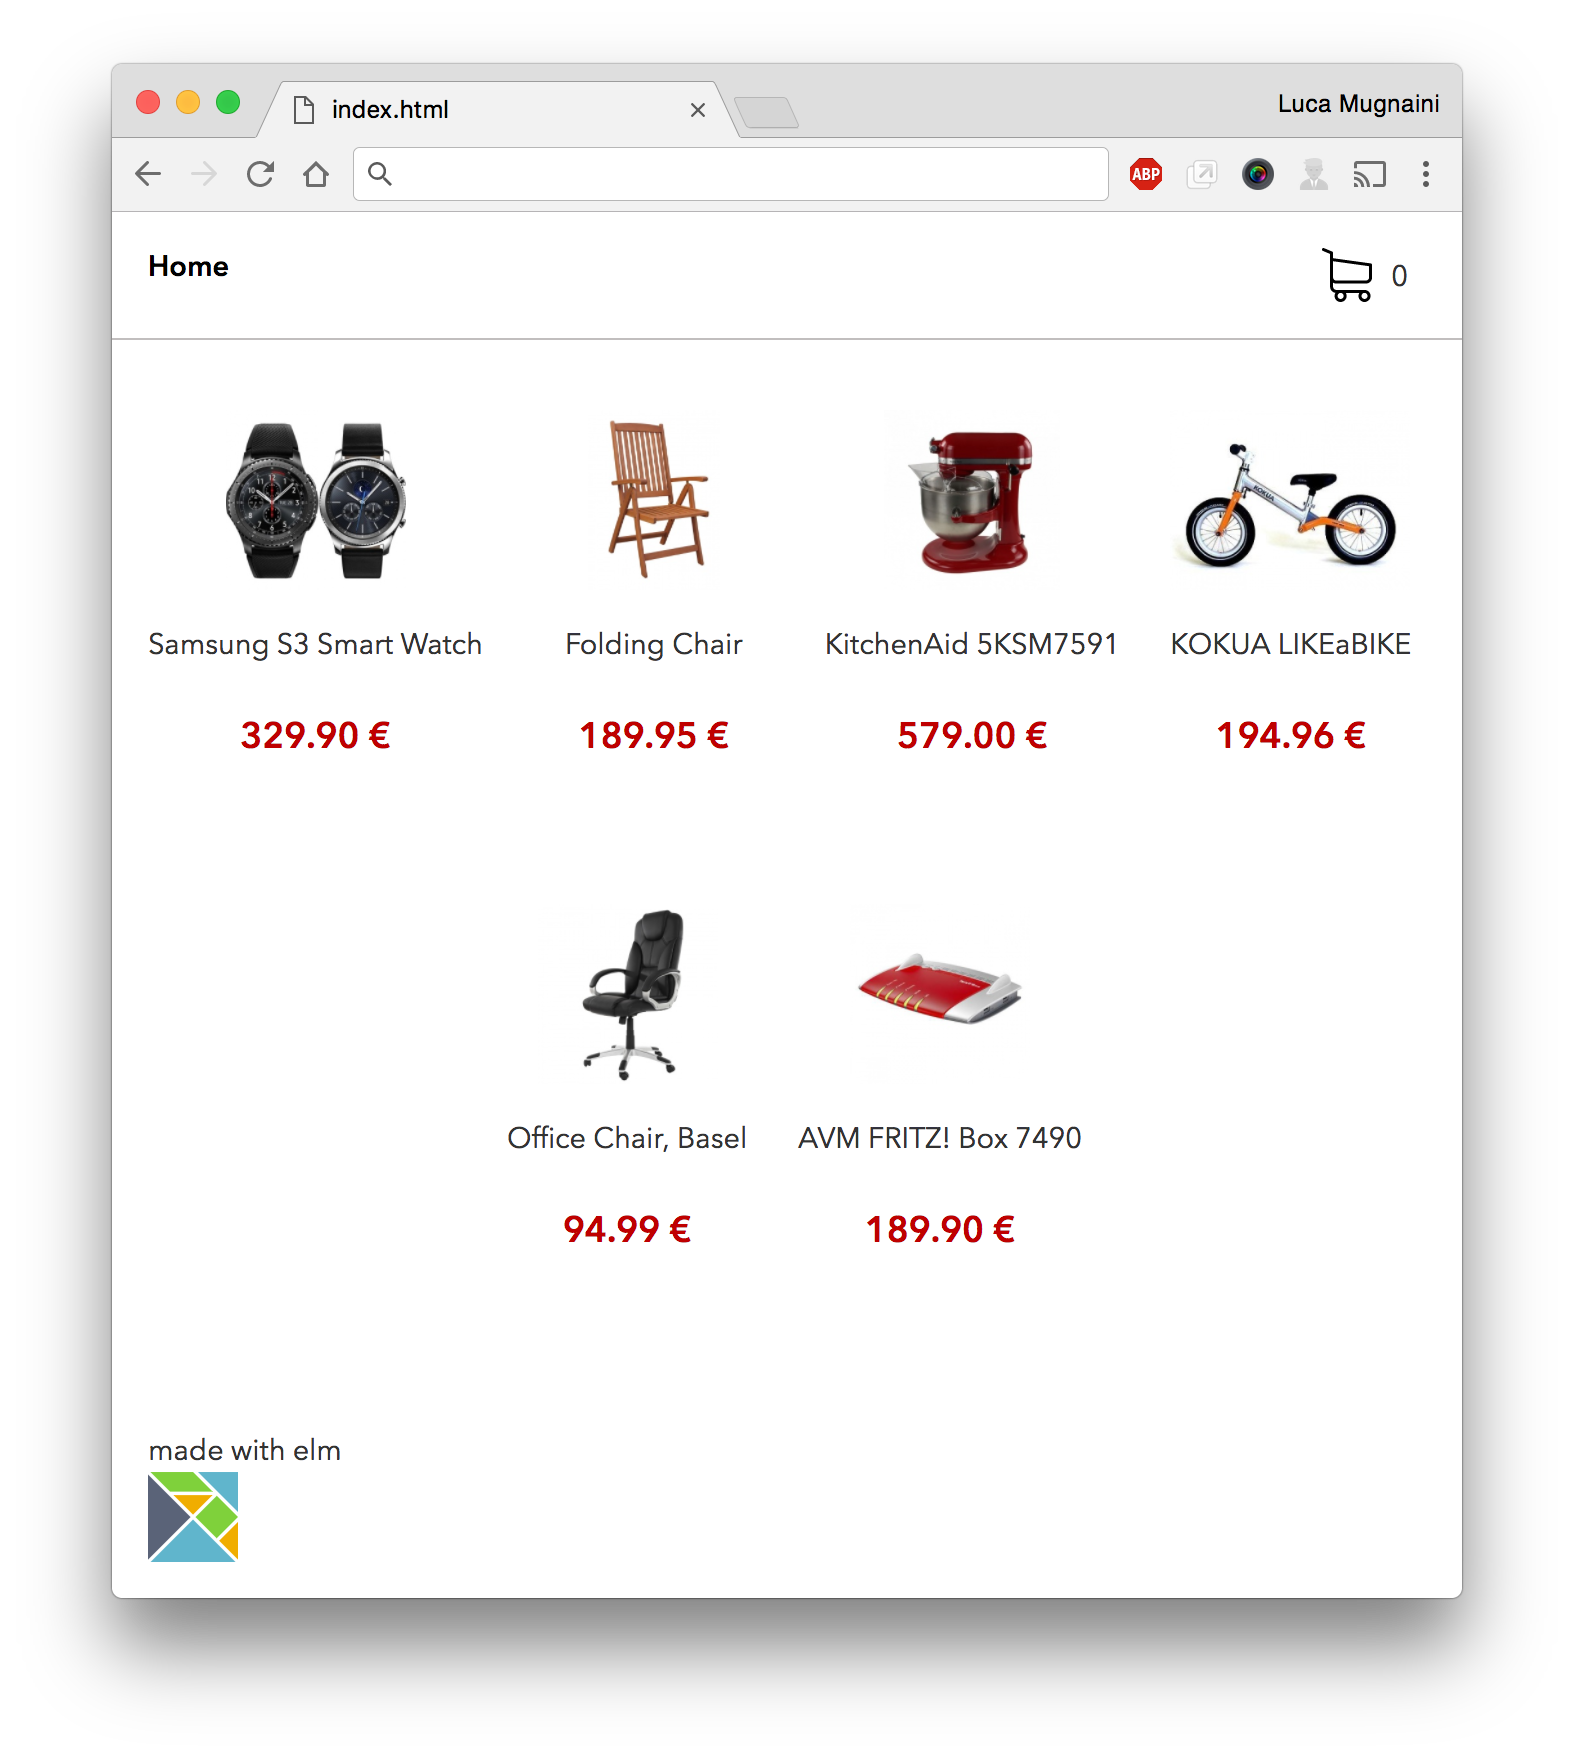 index.html
Luca Mugnaini
ABP
Home
0
KOKUA
Samsung S3 Smart Watch
Folding Chair
KitchenAid 5KSM7591
KOKUA LIKEaBIKE
329.90 €
189.95 €
579.00 €
194.96 €
Office Chair, Basel
AVM FRITZ! Box 7490
94.99 €
189.90 €
made with elm